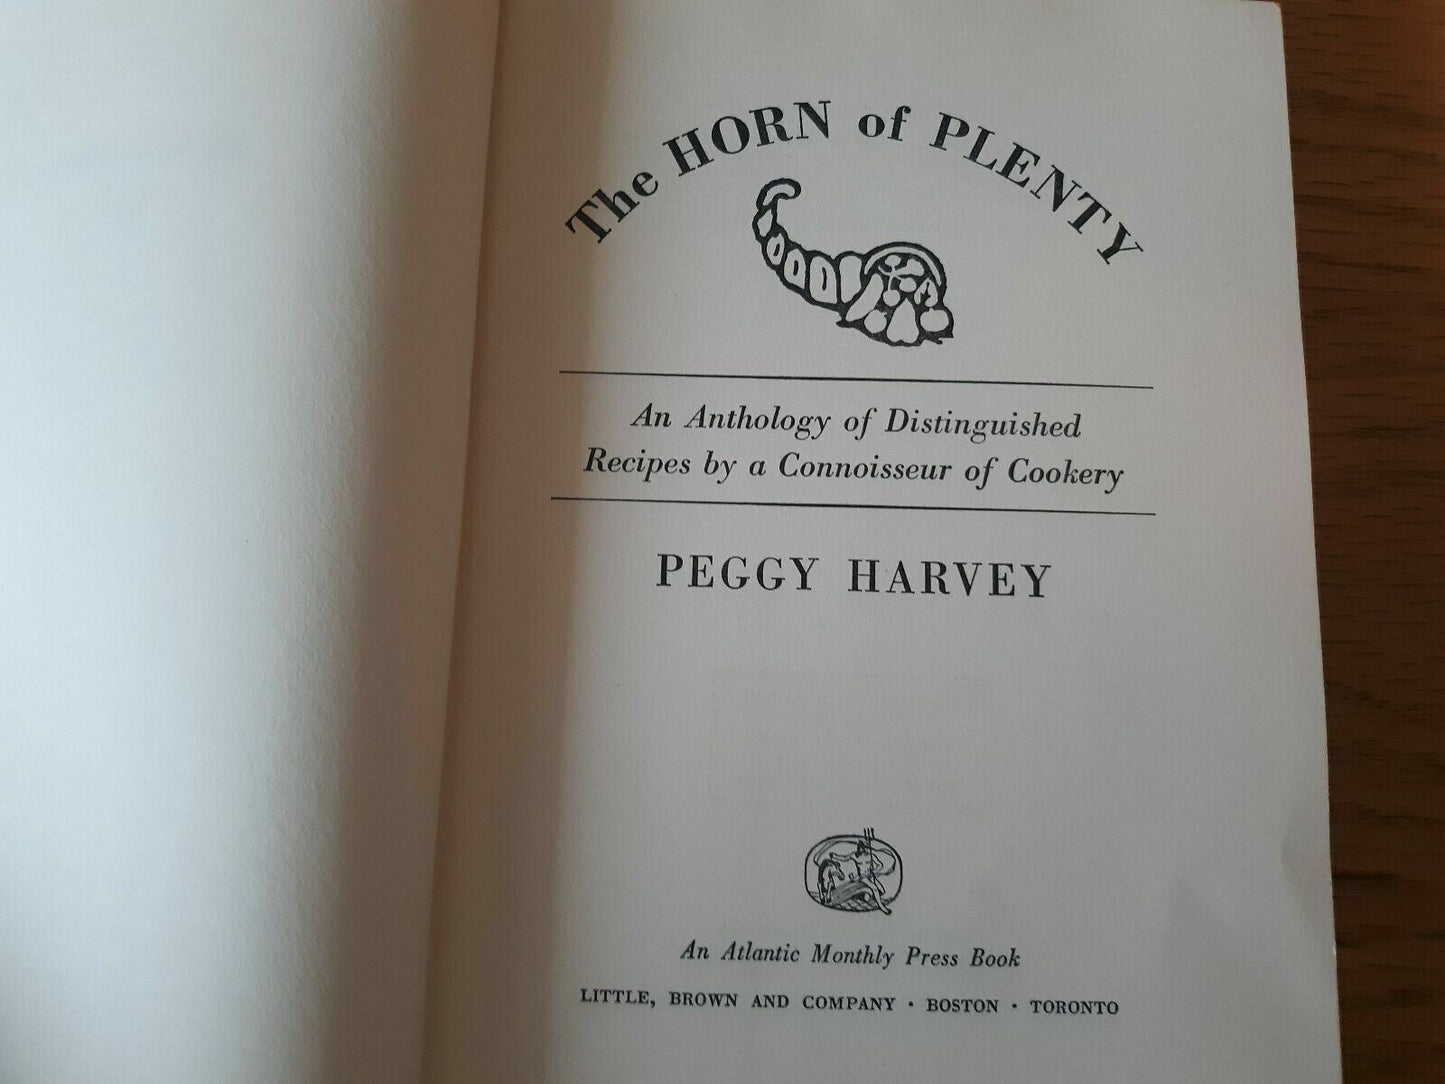 The HORN of PLENTY
An Anthology of Distinguished
Recipes by a Connoisseur of Cookery
PEGGY HARVEY
An Atlantic Monthly Press Book
LITTLE, BROWN AND COMPANY · BOSTON · TORONTO